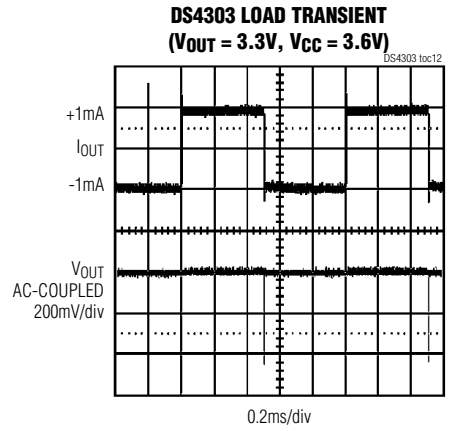 DS4303 LOAD TRANSIENT
(VOUT = 3.3V, VCC = 3.6V)
DS4303 toc12
+1mA
IOUT
-1mA
VOUT
AC-COUPLED
200mV/div
0.2ms/div